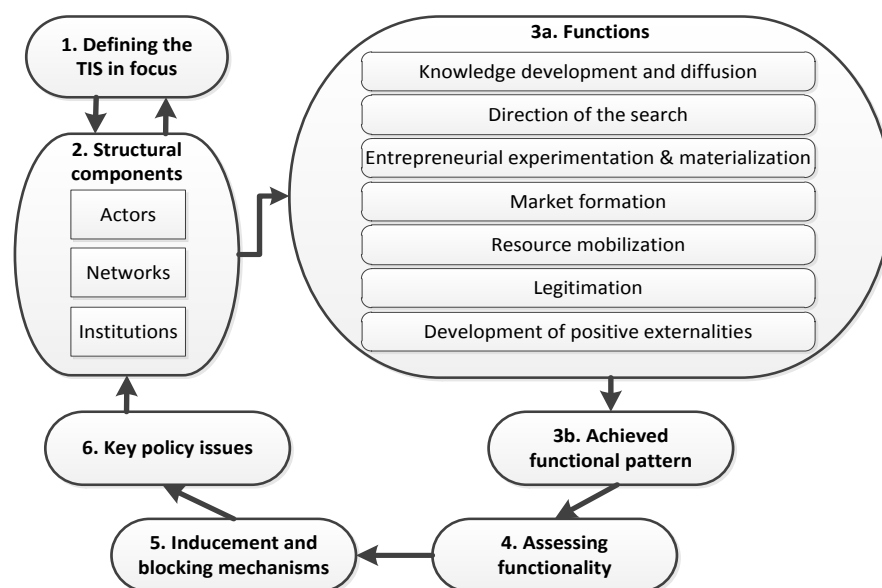 1. Defining the
TIS in focus
2. Structural
components
Actors
Networks
Institutions
3a. Functions
Knowledge development and diffusion
Direction of the search
Entrepreneurial experimentation & materialization
Market formation
Resource mobilization
Legitimation
Development of positive externalities
3b. Achieved
functional pattern
4. Assessing
functionality
5. Inducement and
blocking mechanisms
6. Key policy issues